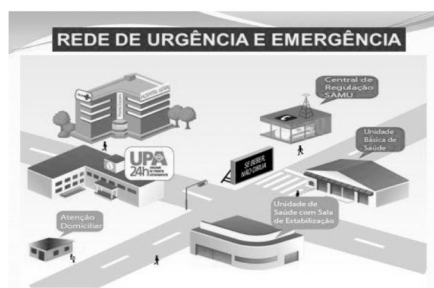 REDE DE URGÊNCIA E EMERGÊNCIA
Central de
Regulação
SAMU
Unidade
Básica de
Saúde
UPA
24h
SE BEBER,
NÃO DIRIJA
Unidade de
Saúde com Sala
de Estabilização
Atenção
Domiciliar